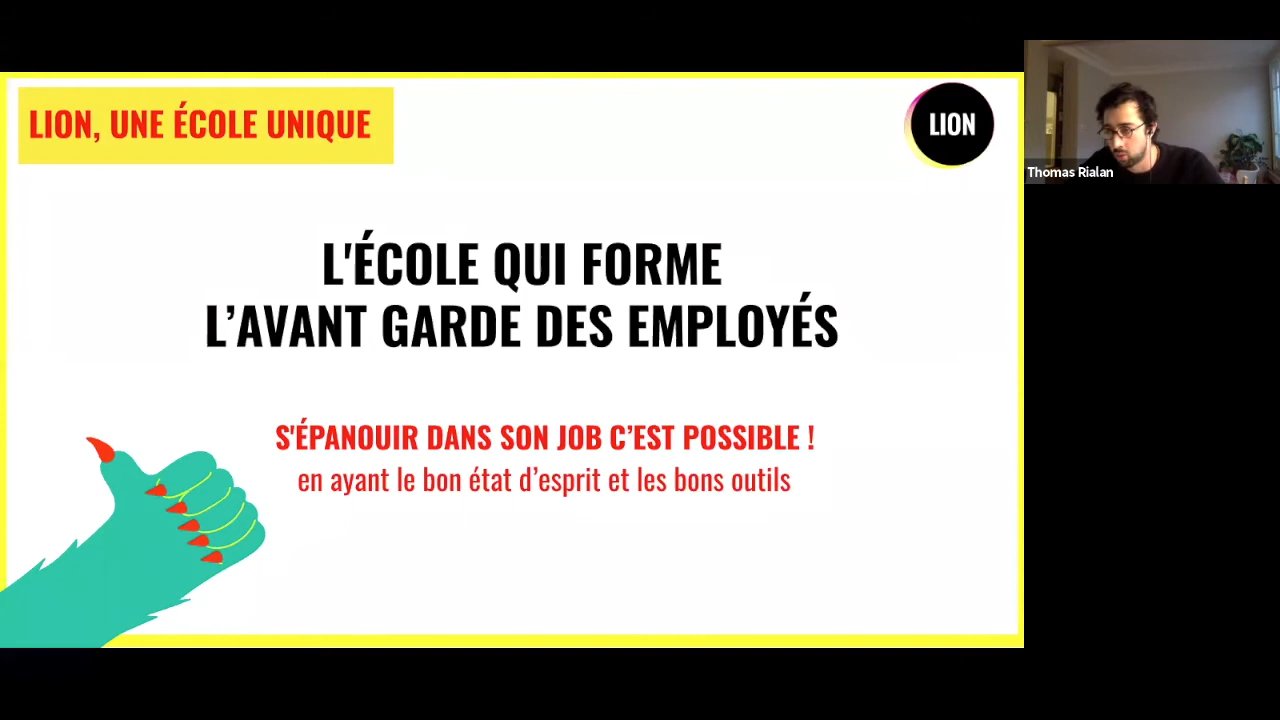 LION, UNE ÉCOLE UNIQUE
LION
L'ÉCOLE QUI FORME
L’AVANT GARDE DES EMPLOYÉS
S'ÉPANOUIR DANS SON JOB C’EST POSSIBLE !
en ayant le bon état d’esprit et les bons outils
Thomas Rialan